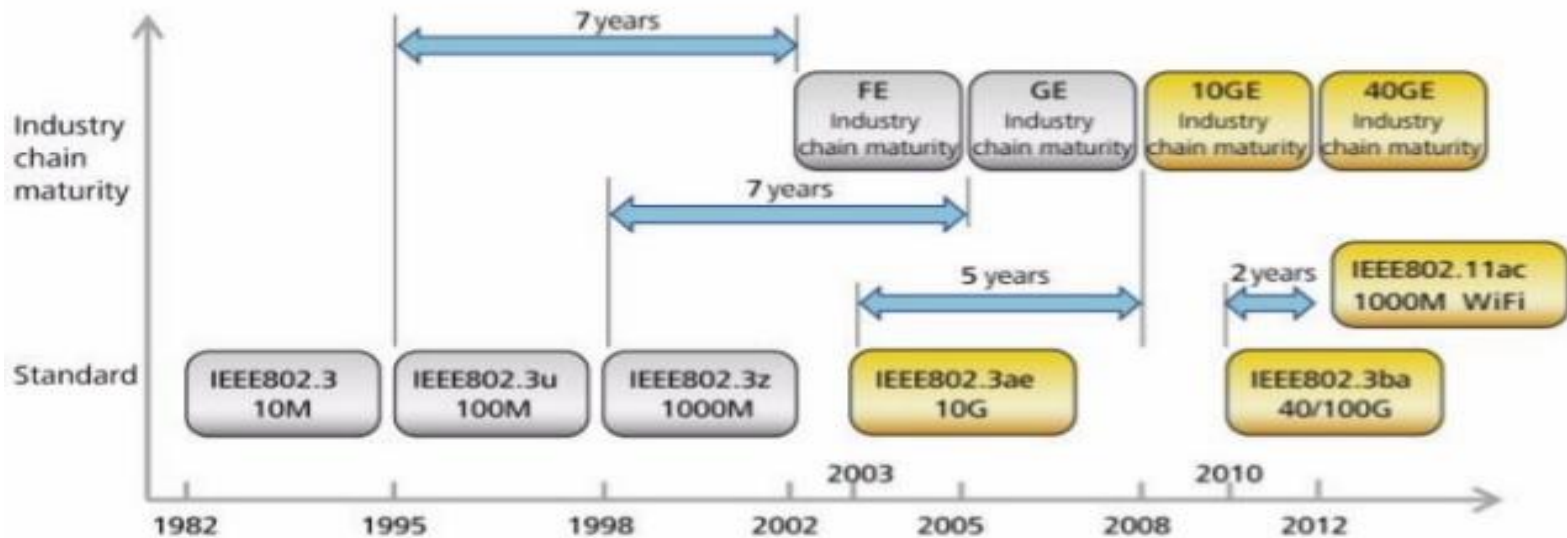 7 years
FE
Industry
chain maturity
GE
Industry
chain maturity
10GE
Industry
chain maturity
40GE
Industry
chain maturity
Industry
chain
maturity
7 years
5 years
2 years
IEEE802.11ac
1000M WiFi
Standard
IEEE802.3
10M
IEEE802.3u
100M
IEEE802.3z
1000M
IEEE802.3ae
10G
IEEE802.3ba
40/100G
2003
2010
1982
1995
1998
2002
2005
2008
2012